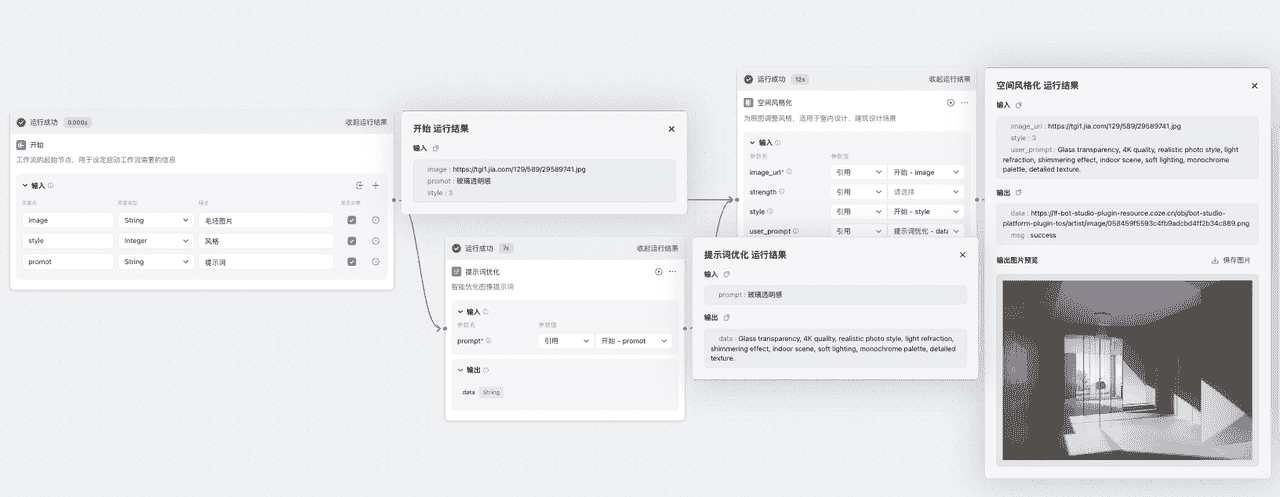 运行成功 0.000s 收起运行结果
开始
工作流的起始节点，用于设定启动工作流需要的信息
输入
变量名 变量类型 描述 是否必要
image String 毛坯图片
style Integer 风格
promot String 提示词
开始 运行结果
输入
image : https://tgi1.jia.com/129/589/29589741.jpg
promot : 玻璃透明感
style : 3
运行成功 7s 收起运行结果
提示词优化
智能优化图像提示词
输入
参数名 参数值
prompt* 引用 开始 - promot
输出
data String
运行成功 12s 收起运行结果
空间风格化
为原图调整风格，适用于室内设计、建筑设计场景
输入
参数名 参数值
image_url* 引用 开始 - image
strength 引用 请选择
style 引用 开始 - style
user_prompt 引用 提示词优化 - data
提示词优化 运行结果
输入
prompt : 玻璃透明感
输出
data : Glass transparency, 4K quality, realistic photo style, light refraction,
shimmering effect, indoor scene, soft lighting, monochrome palette, detailed
texture.
空间风格化 运行结果
输入
image_url : https://tgi1.jia.com/129/589/29589741.jpg
style : 3
user_prompt : Glass transparency, 4K quality, realistic photo style, light
refraction, shimmering effect, indoor scene, soft lighting, monochrome
palette, detailed texture.
输出
data : https://lf-bot-studio-plugin-resource.coze.cn/obj/bot-studio-
platform-plugin-tos/artist/image/058459f5593c4fb9adcbd4ff2b34c889.png
msg : success
输出图片预览 保存图片